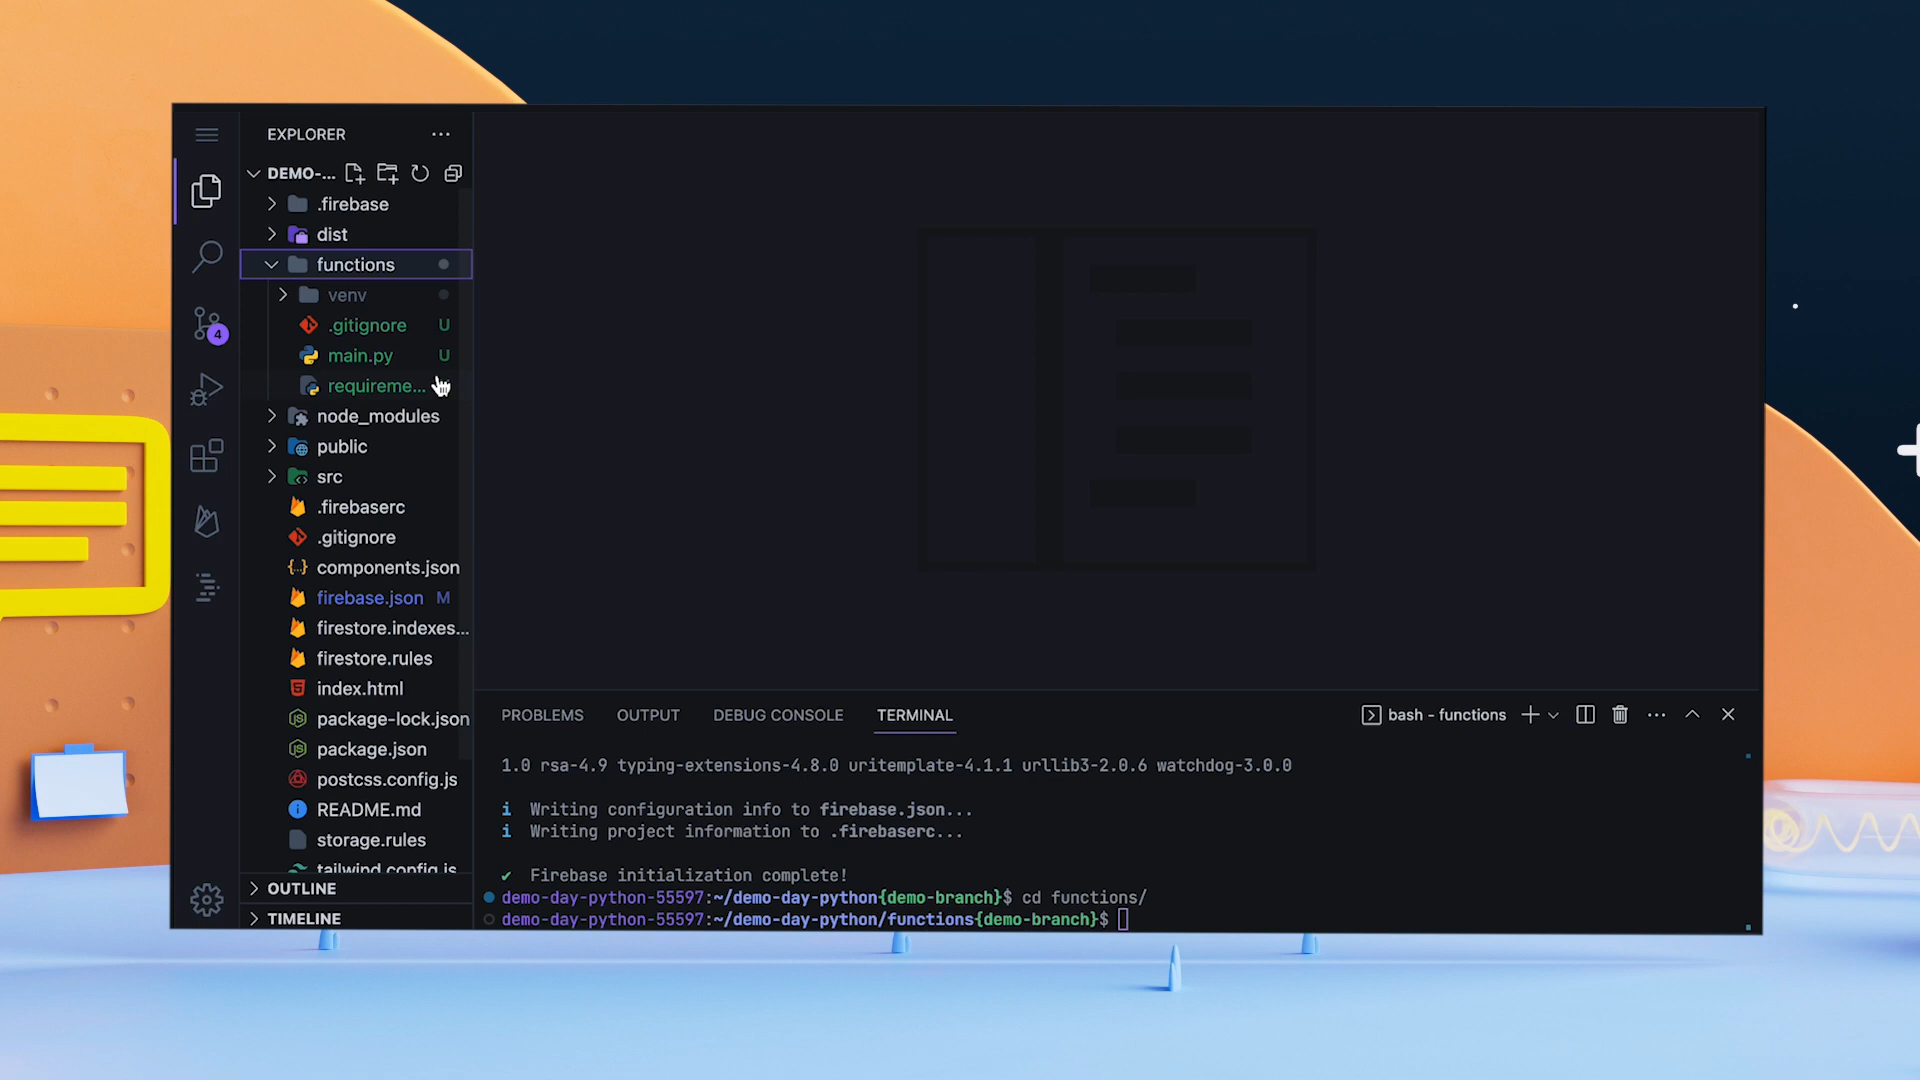 EXPLORER
DEMO-...
.firebase
dist
functions
venv
.gitignore U
main.py U
requireme...
node_modules
public
src
.firebaserc
.gitignore
components.json
firebase.json M
firestore.indexes...
firestore.rules
index.html
package-lock.json
package.json
postcss.config.js
README.md
storage.rules
tailwind.config.js
OUTLINE
TIMELINE
4
PROBLEMS OUTPUT DEBUG CONSOLE TERMINAL
bash - functions
1.0 rsa-4.9 typing-extensions-4.8.0 uritemplate-4.1.1 urllib3-2.0.6 watchdog-3.0.0
i Writing configuration info to firebase.json...
i Writing project information to .firebaserc...
✔ Firebase initialization complete!
demo-day-python-55597:~/demo-day-python{demo-branch}$ cd functions/
demo-day-python-55597:~/demo-day-python/functions{demo-branch}$